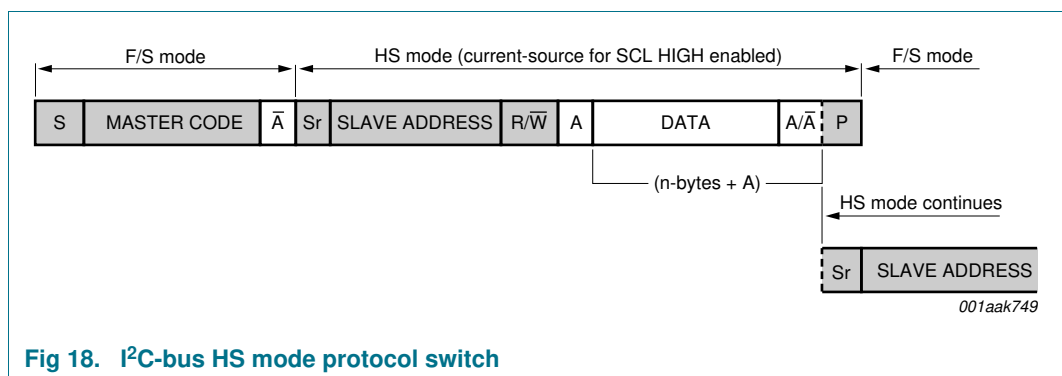 F/S mode
HS mode (current-source for SCL HIGH enabled)
F/S mode
S
MASTER CODE
A̅
Sr
SLAVE ADDRESS
R/W̅
A
DATA
A/A̅
P
(n-bytes + A)
HS mode continues
Sr
SLAVE ADDRESS
001aak749
Fig 18. I²C-bus HS mode protocol switch